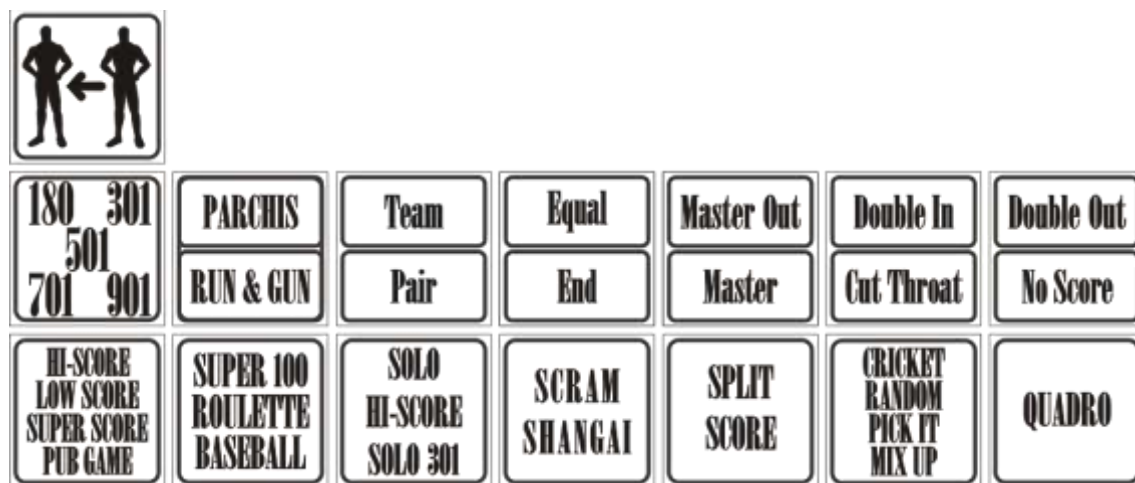 180 301
501
701 901
PARCHIS
RUN & GUN
Team
Pair
Equal
End
Master Out
Master
Double In
Cut Throat
Double Out
No Score
HI-SCORE
LOW SCORE
SUPER SCORE
PUB GAME
SUPER 100
ROULETTE
BASEBALL
SOLO
HI-SCORE
SOLO 301
SCRAM
SHANGAI
SPLIT
SCORE
CRICKET
RANDOM
PICK IT
MIX UP
QUADRO